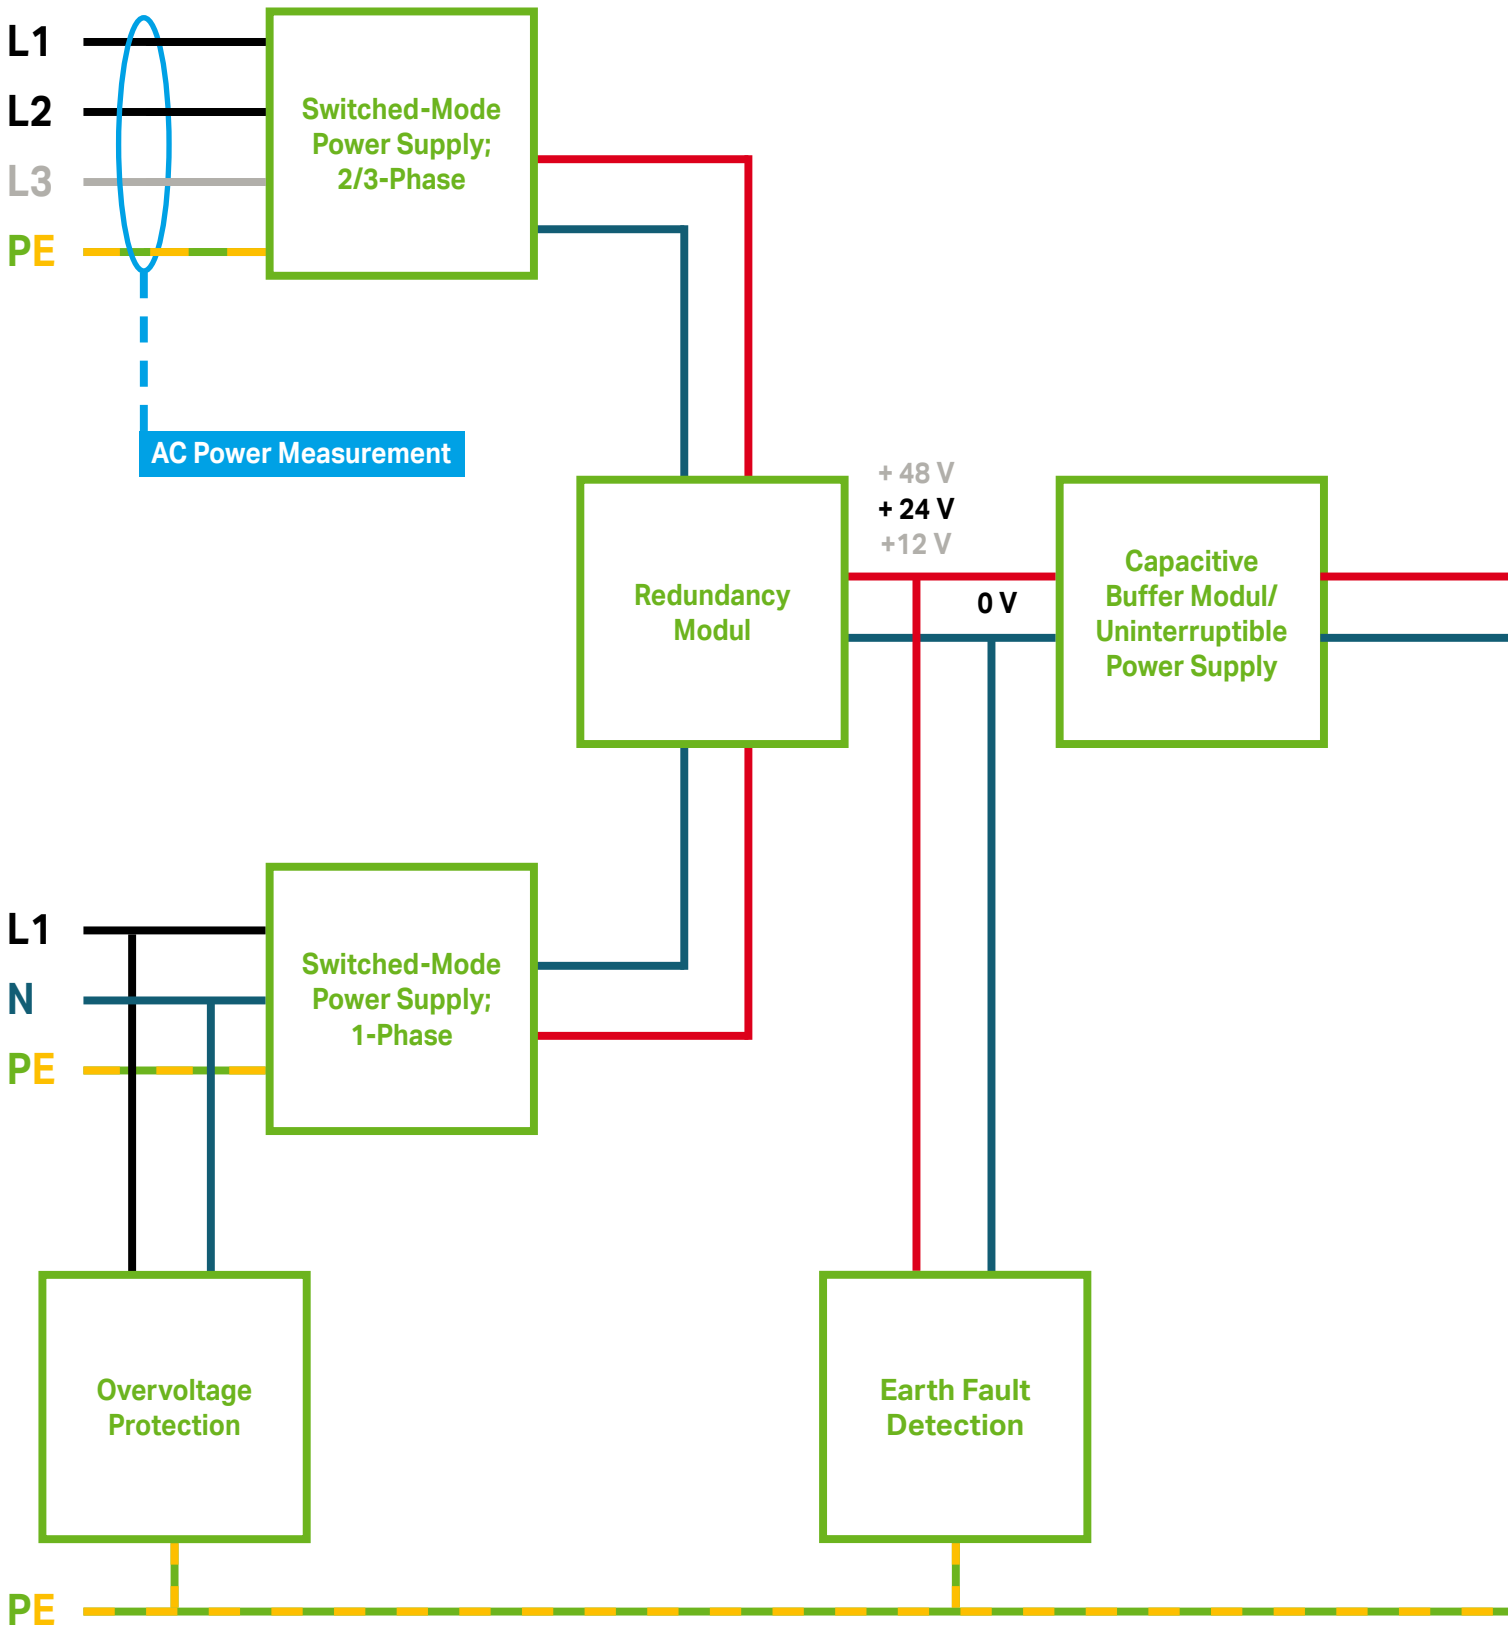 L1
L2
L3
PE
Switched-Mode
Power Supply;
2/3-Phase
AC Power Measurement
+ 48 V
+ 24 V
+12 V
0 V
Redundancy
Modul
Capacitive
Buffer Modul/
Uninterruptible
Power Supply
L1
N
PE
Switched-Mode
Power Supply;
1-Phase
Overvoltage
Protection
Earth Fault
Detection
PE